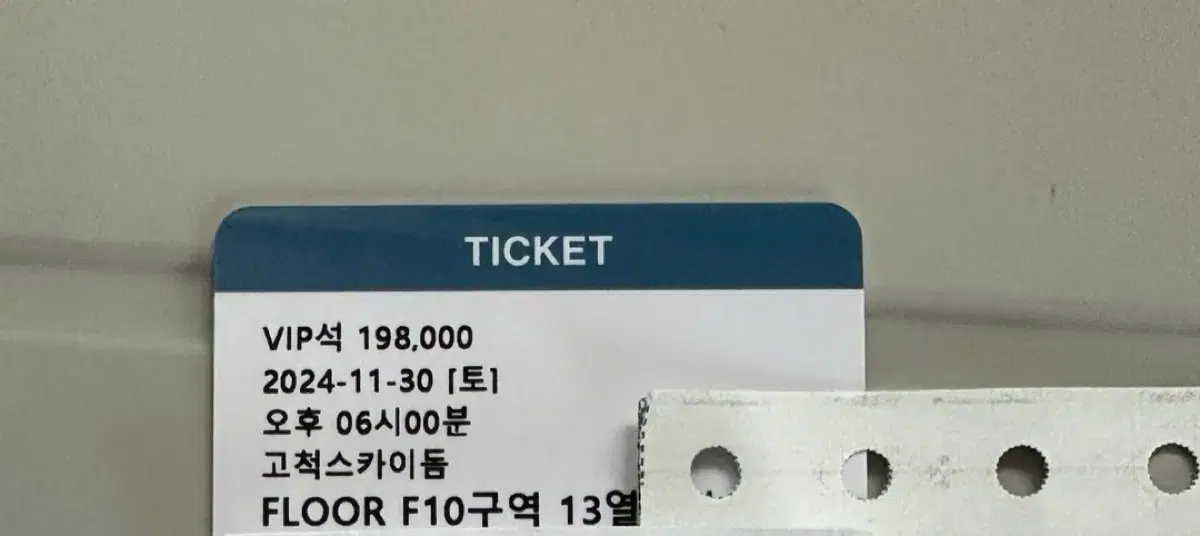 TICKET
VIP석 198,000
2024-11-30 [토]
오후 06시00분
고척스카이돔
FLOOR F10구역 13열